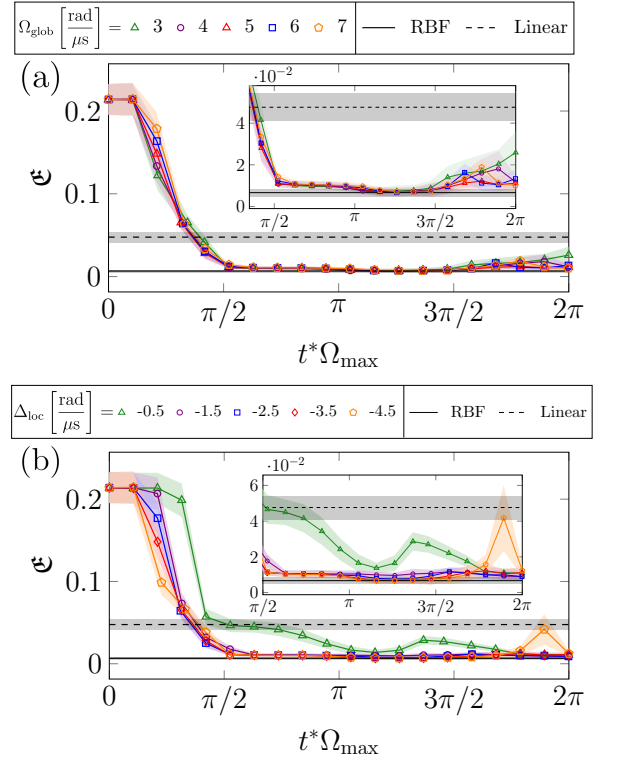 Ω_glob [rad/μs] = 3 4 5 6 7 RBF Linear
(a)
·10⁻²
0.2
4
0.1
2
𝕰
0
π/2 π 3π/2 2π
0
0 π/2 π 3π/2 2π
t*Ω_max
Δ_loc [rad/μs] = -0.5 -1.5 -2.5 -3.5 -4.5 RBF Linear
(b)
·10⁻²
6
0.2
4
2
0.1
0
𝕰
π/2 π 3π/2 2π
0
0 π/2 π 3π/2 2π
t*Ω_max